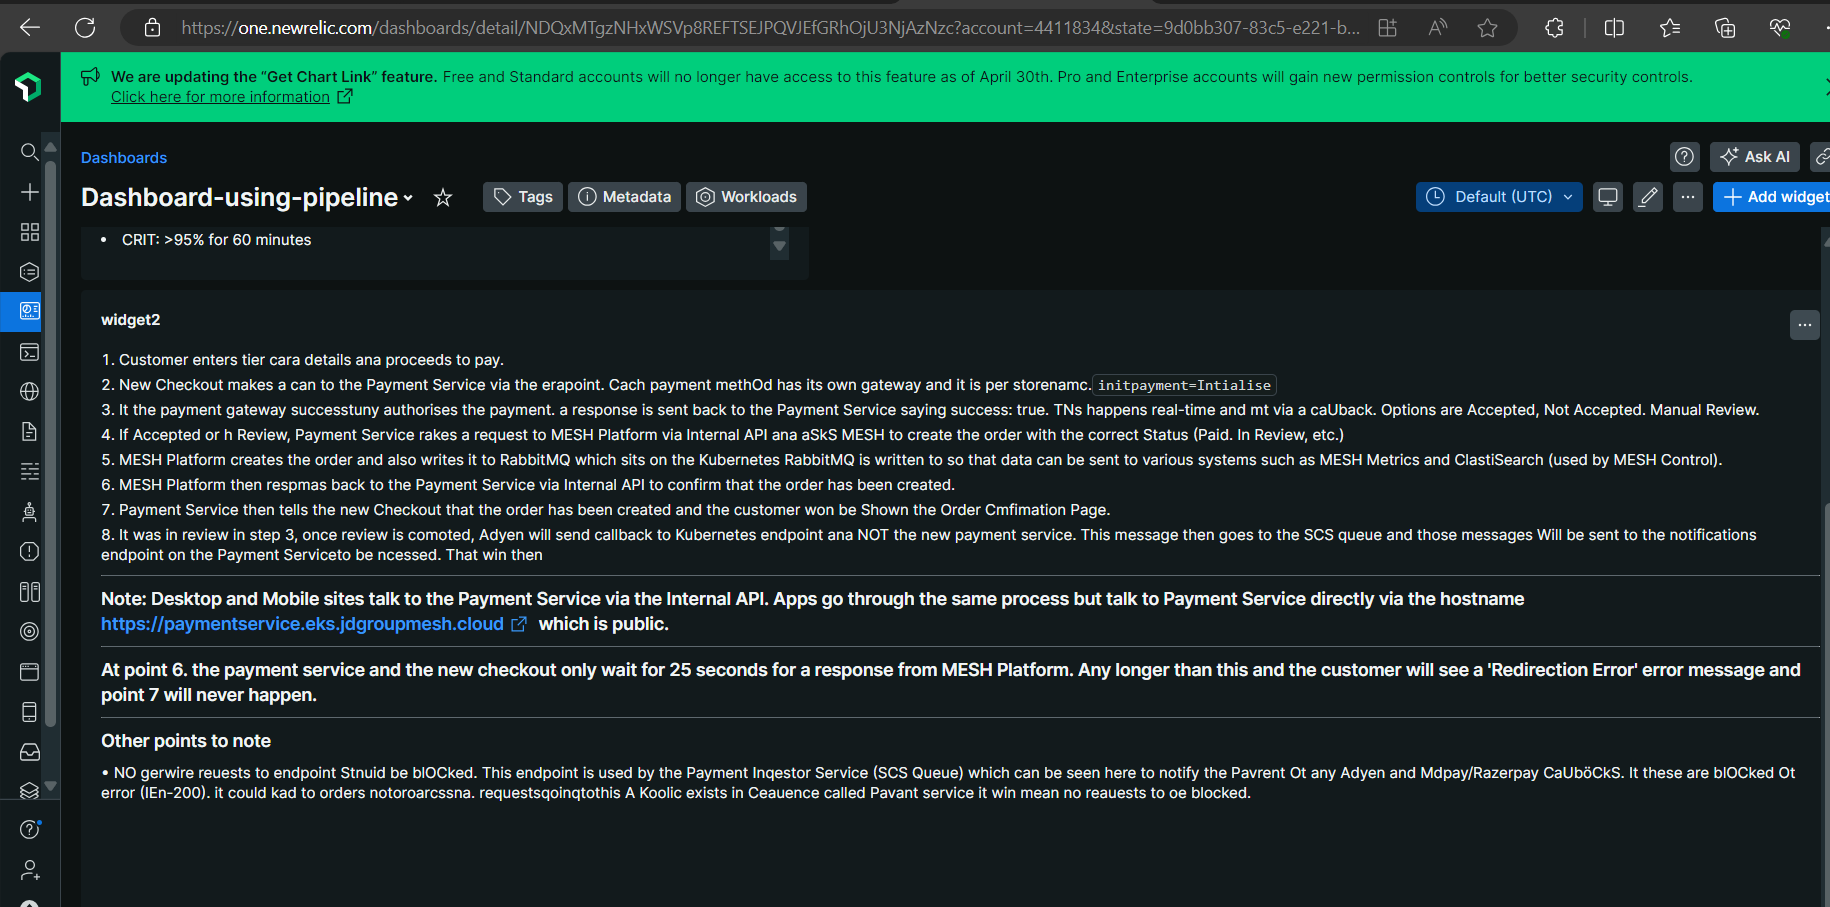 https://one.newrelic.com/dashboards/detail/NDQxMTgzNHxWSVp8REFTSEJPQVJEfGRhOjU3NjAzNzc?account=4411834&state=9d0bb307-83c5-e221-b...
We are updating the “Get Chart Link” feature. Free and Standard accounts will no longer have access to this feature as of April 30th. Pro and Enterprise accounts will gain new permission controls for better security controls.
Click here for more information
Dashboards
Ask AI
Dashboard-using-pipeline
Tags
Metadata
Workloads
Default (UTC)
Add widget
• CRIT: >95% for 60 minutes
widget2
1. Customer enters tier cara details ana proceeds to pay.
2. New Checkout makes a can to the Payment Service via the erapoint. Cach payment methOd has its own gateway and it is per storenamc. initpayment=Intialise
3. It the payment gateway successtuny authorises the payment. a response is sent back to the Payment Service saying success: true. TNs happens real-time and mt via a caUback. Options are Accepted, Not Accepted. Manual Review.
4. If Accepted or h Review, Payment Service rakes a request to MESH Platform via Internal API ana aSkS MESH to create the order with the correct Status (Paid. In Review, etc.)
5. MESH Platform creates the order and also writes it to RabbitMQ which sits on the Kubernetes RabbitMQ is written to so that data can be sent to various systems such as MESH Metrics and ClastiSearch (used by MESH Control).
6. MESH Platform then respmas back to the Payment Service via Internal API to confirm that the order has been created.
7. Payment Service then tells the new Checkout that the order has been created and the customer won be Shown the Order Cmfimation Page.
8. It was in review in step 3, once review is comoted, Adyen will send callback to Kubernetes endpoint ana NOT the new payment service. This message then goes to the SCS queue and those messages Will be sent to the notifications
endpoint on the Payment Serviceto be ncessed. That win then
Note: Desktop and Mobile sites talk to the Payment Service via the Internal API. Apps go through the same process but talk to Payment Service directly via the hostname
https://paymentservice.eks.jdgroupmesh.cloud which is public.
At point 6. the payment service and the new checkout only wait for 25 seconds for a response from MESH Platform. Any longer than this and the customer will see a 'Redirection Error' error message and
point 7 will never happen.
Other points to note
• NO gerwire reuests to endpoint Stnuid be blOCked. This endpoint is used by the Payment Inqestor Service (SCS Queue) which can be seen here to notify the Pavrent Ot any Adyen and Mdpay/Razerpay CaUböCkS. It these are blOCked Ot
error (IEn-200). it could kad to orders notoroarcssna. requestsqoinqtothis A Koolic exists in Ceauence called Pavant service it win mean no reauests to oe blocked.